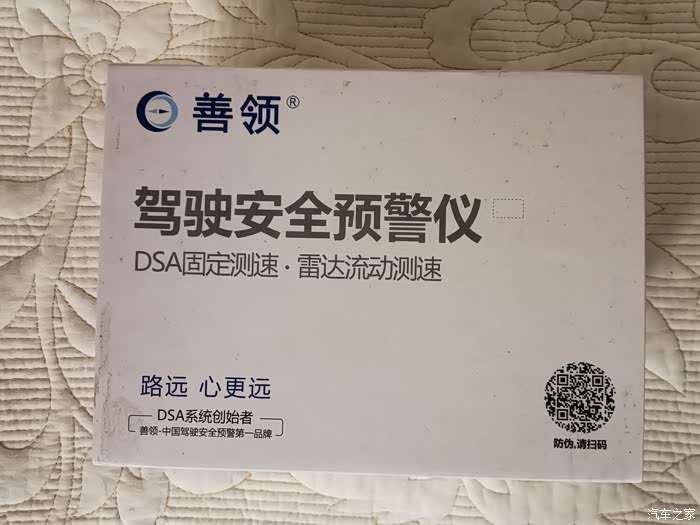 善领®
驾驶安全预警仪
DSA固定测速·雷达流动测速
路远 心更远
DSA系统创始者
善领-中国驾驶安全预警第一品牌
防伪,请扫码
汽车之家